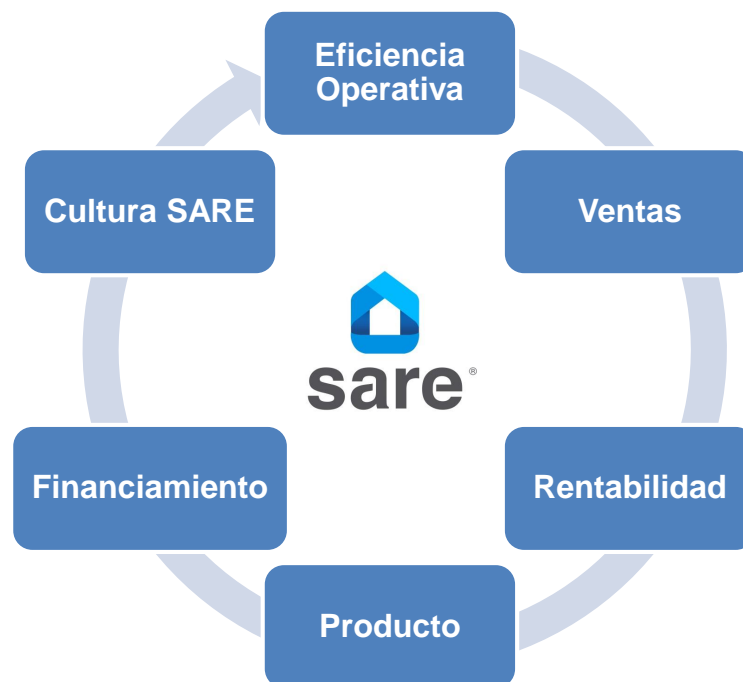 Eficiencia
Operativa
Cultura SARE
Ventas
sare®
Financiamiento
Rentabilidad
Producto